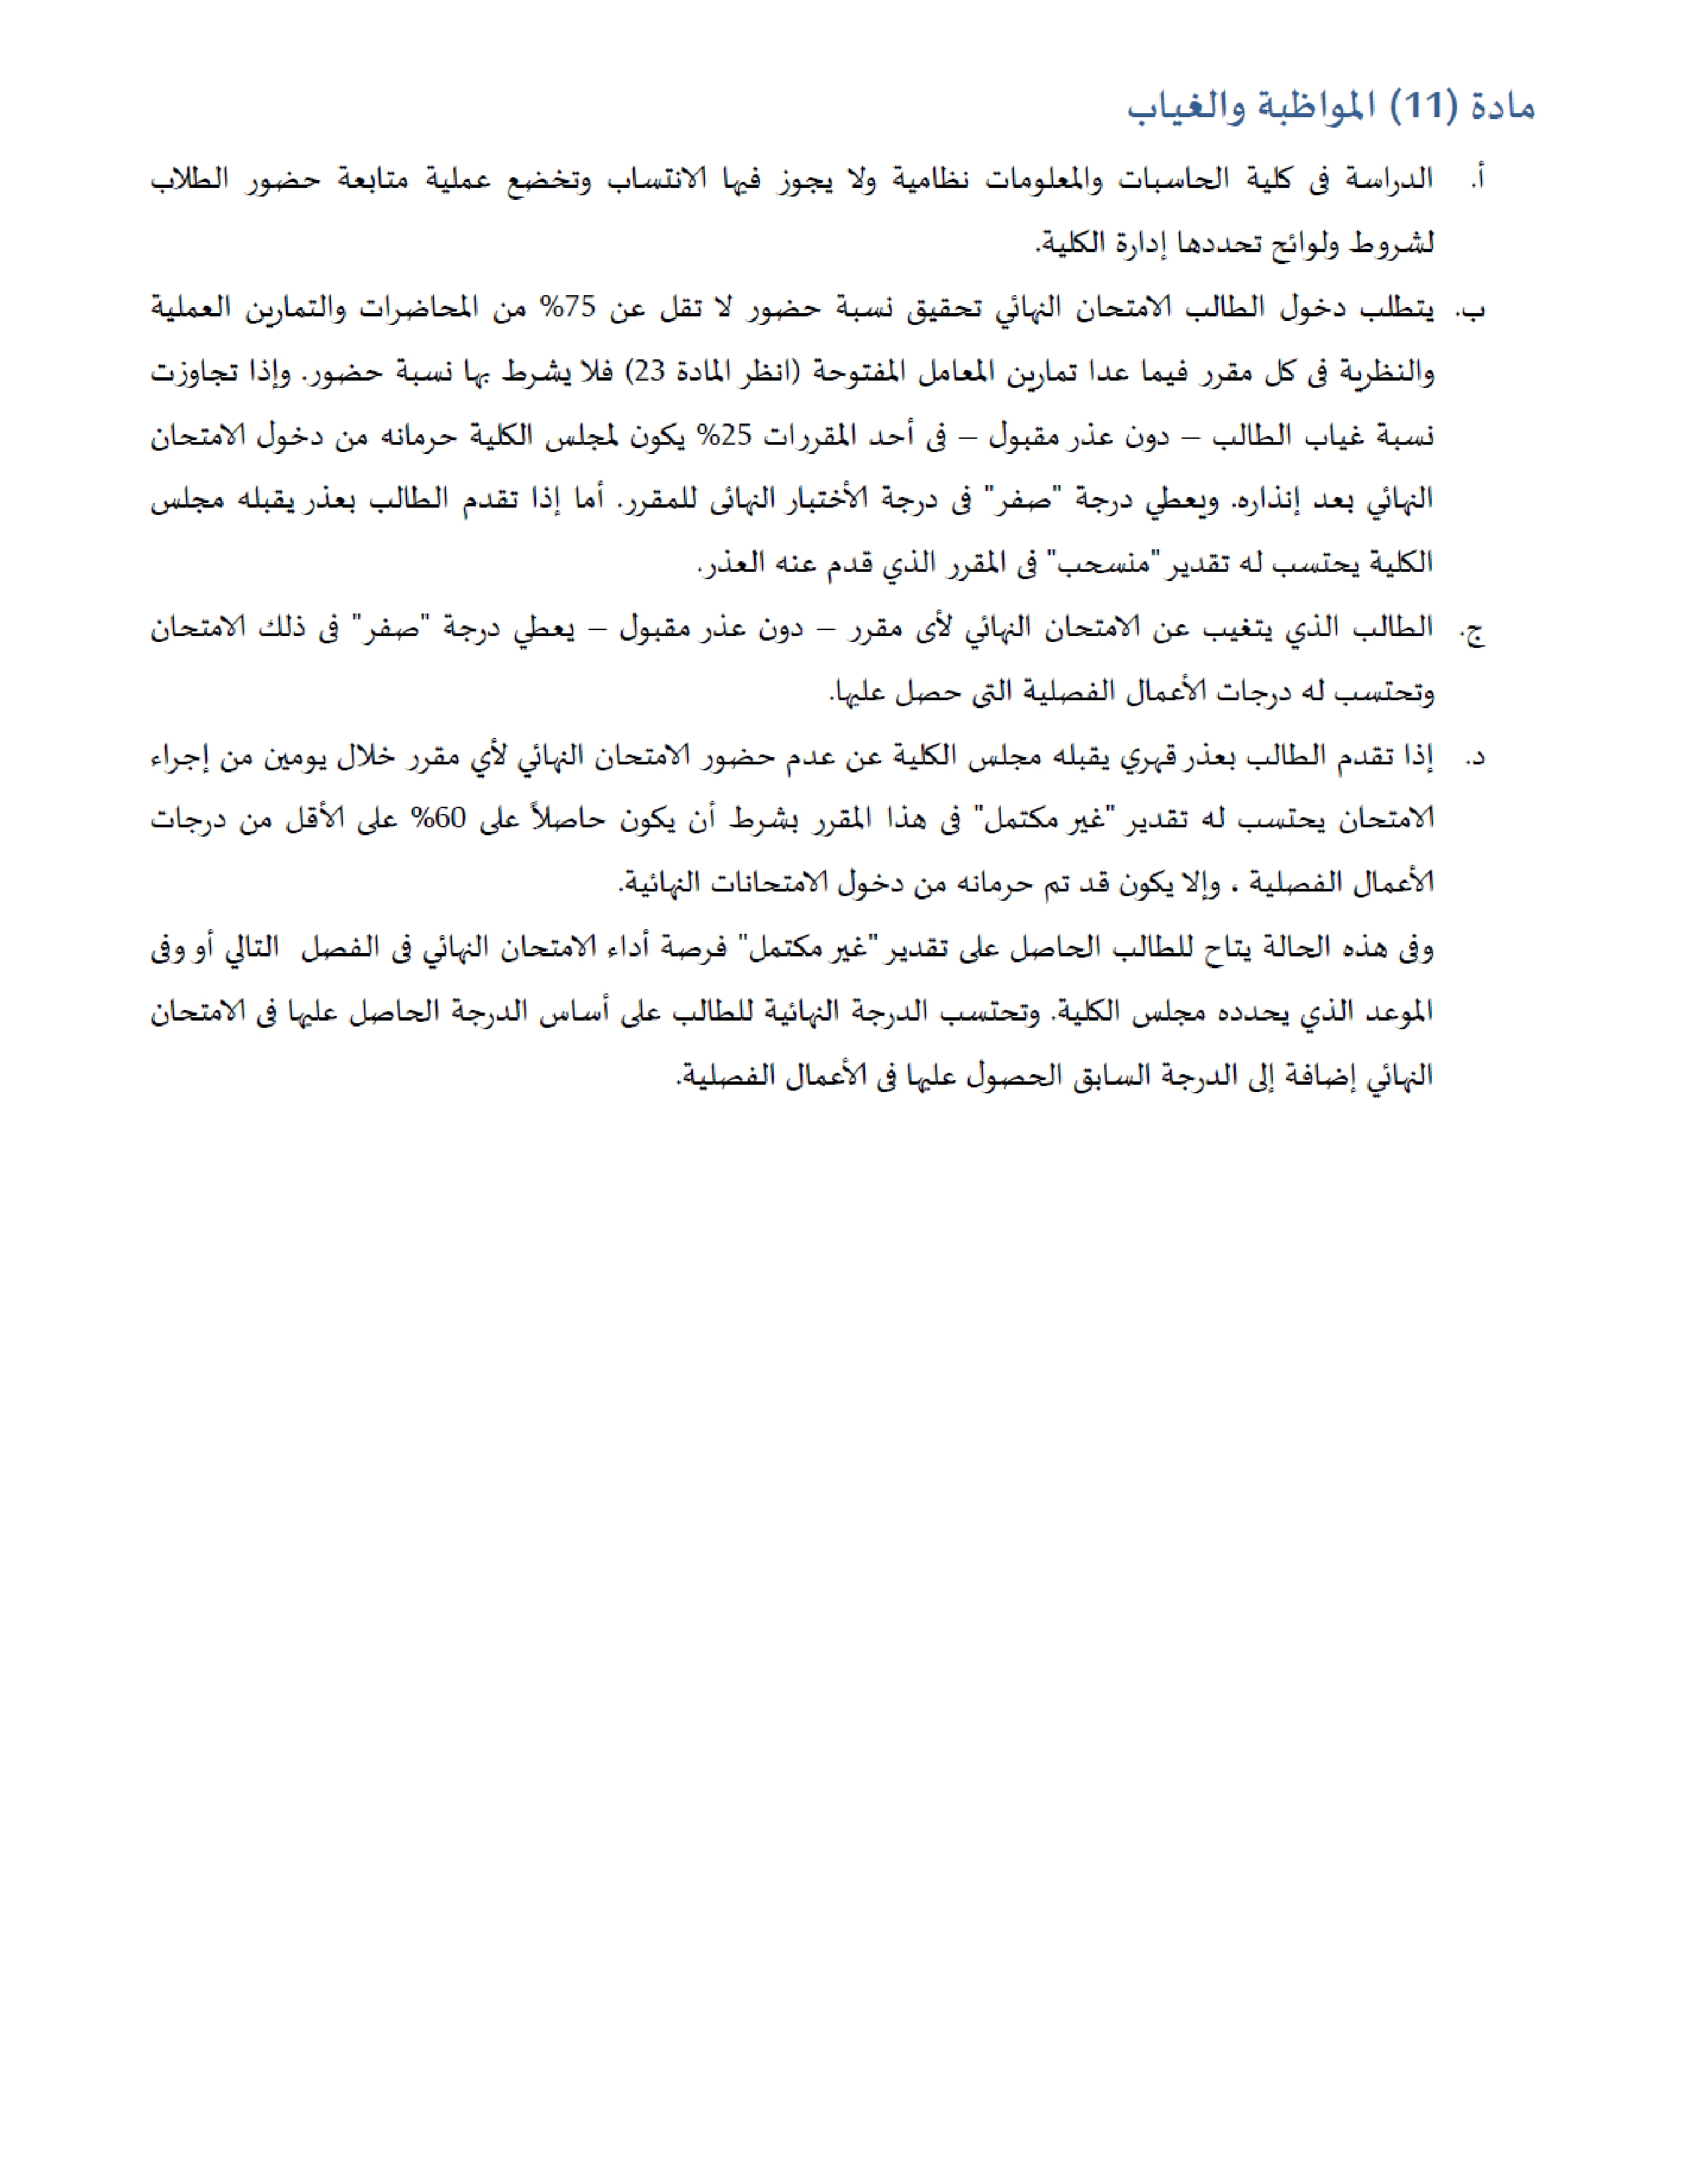 مادة (11) المواظبة والغياب
أ. الدراسة فى كلية الحاسبات والمعلومات نظامية ولا يجوز فيها الانتساب وتخضع عملية متابعة حضور الطلاب
لشروط ولوائح تحددها إدارة الكلية.
ب. يتطلب دخول الطالب الامتحان النهائي تحقيق نسبة حضور لا تقل عن 75% من المحاضرات والتمارين العملية
والنظرية فى كل مقرر فيما عدا تمارين المعامل المفتوحة (انظر المادة 23) فلا يشرط بها نسبة حضور. وإذا تجاوزت
نسبة غياب الطالب – دون عذر مقبول – فى أحد المقررات 25% يكون لمجلس الكلية حرمانه من دخول الامتحان
النهائي بعد إنذاره. ويعطي درجة "صفر" فى درجة الأختبار النهائى للمقرر. أما إذا تقدم الطالب بعذر يقبله مجلس
الكلية يحتسب له تقدير "منسحب" فى المقرر الذي قدم عنه العذر.
ج. الطالب الذي يتغيب عن الامتحان النهائي لأى مقرر – دون عذر مقبول – يعطي درجة "صفر" فى ذلك الامتحان
وتحتسب له درجات الأعمال الفصلية التى حصل عليها.
د. إذا تقدم الطالب بعذر قهري يقبله مجلس الكلية عن عدم حضور الامتحان النهائي لأي مقرر خلال يومين من إجراء
الامتحان يحتسب له تقدير "غير مكتمل" فى هذا المقرر بشرط أن يكون حاصلاً على 60% على الأقل من درجات
الأعمال الفصلية ، وإلا يكون قد تم حرمانه من دخول الامتحانات النهائية.
وفى هذه الحالة يتاح للطالب الحاصل على تقدير "غير مكتمل" فرصة أداء الامتحان النهائي فى الفصل التالي أو وفى
الموعد الذي يحدده مجلس الكلية. وتحتسب الدرجة النهائية للطالب على أساس الدرجة الحاصل عليها فى الامتحان
النهائي إضافة إلى الدرجة السابق الحصول عليها فى الأعمال الفصلية.